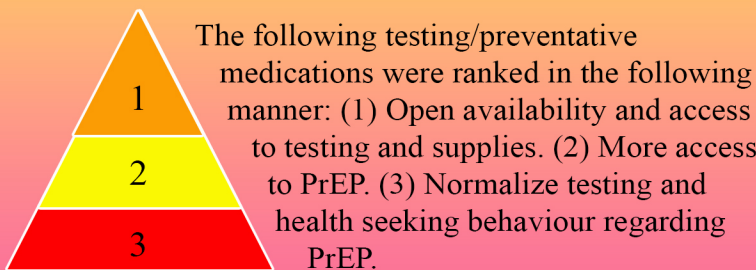 The following testing/preventative
medications were ranked in the following
manner: (1) Open availability and access
to testing and supplies. (2) More access
to PrEP. (3) Normalize testing and
health seeking behaviour regarding
PrEP.
1
2
3